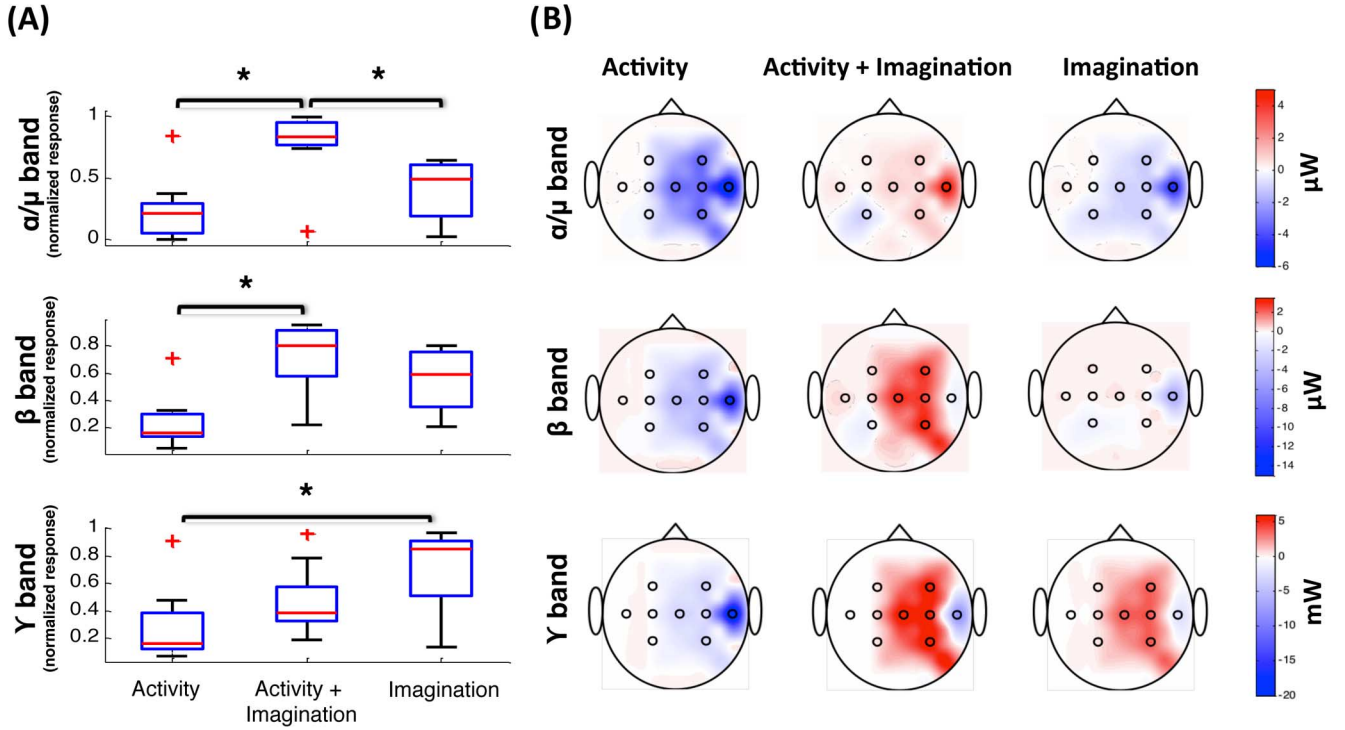 (A)
(B)
Activity
Activity + Imagination
Imagination
*
*
α/μ band
(normalized response)
1
0.5
0
α/μ band
4
2
0
-2
-4
-6
μW
*
β band
(normalized response)
0.8
0.6
0.4
0.2
β band
2
0
-2
-4
-6
-8
-10
-12
-14
μW
*
ϒ band
(normalized response)
1
0.8
0.6
0.4
0.2
ϒ band
5
0
-5
-10
-15
-20
mW
Activity
Activity +
Imagination
Imagination